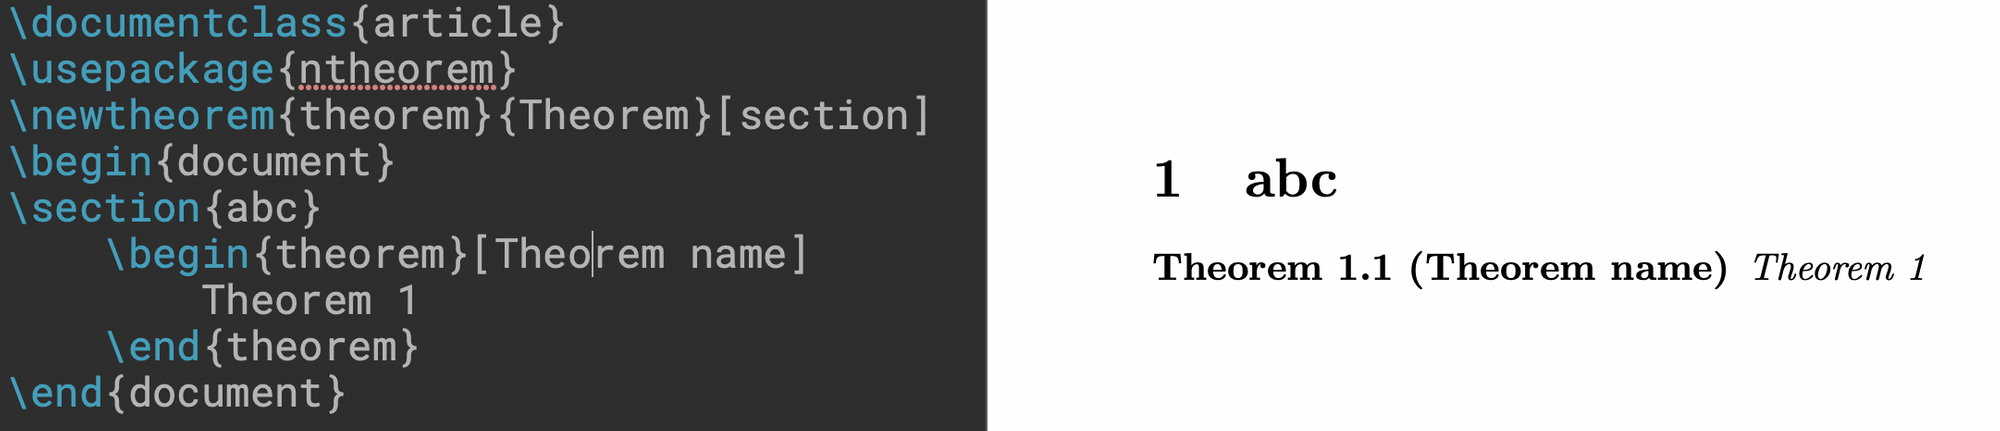 \documentclass{article}
\usepackage{ntheorem}
\newtheorem{theorem}{Theorem}[section]
\begin{document}
\section{abc}
    \begin{theorem}[Theorem name]
        Theorem 1
    \end{theorem}
\end{document}
1 abc
Theorem 1.1 (Theorem name) Theorem 1